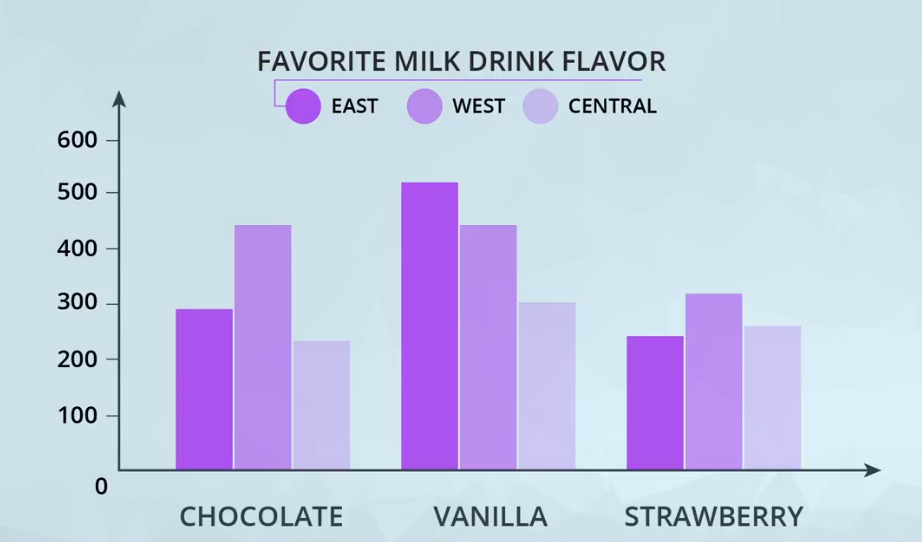 FAVORITE MILK DRINK FLAVOR
EAST WEST CENTRAL
600
500
400
300
200
100
0
CHOCOLATE VANILLA STRAWBERRY